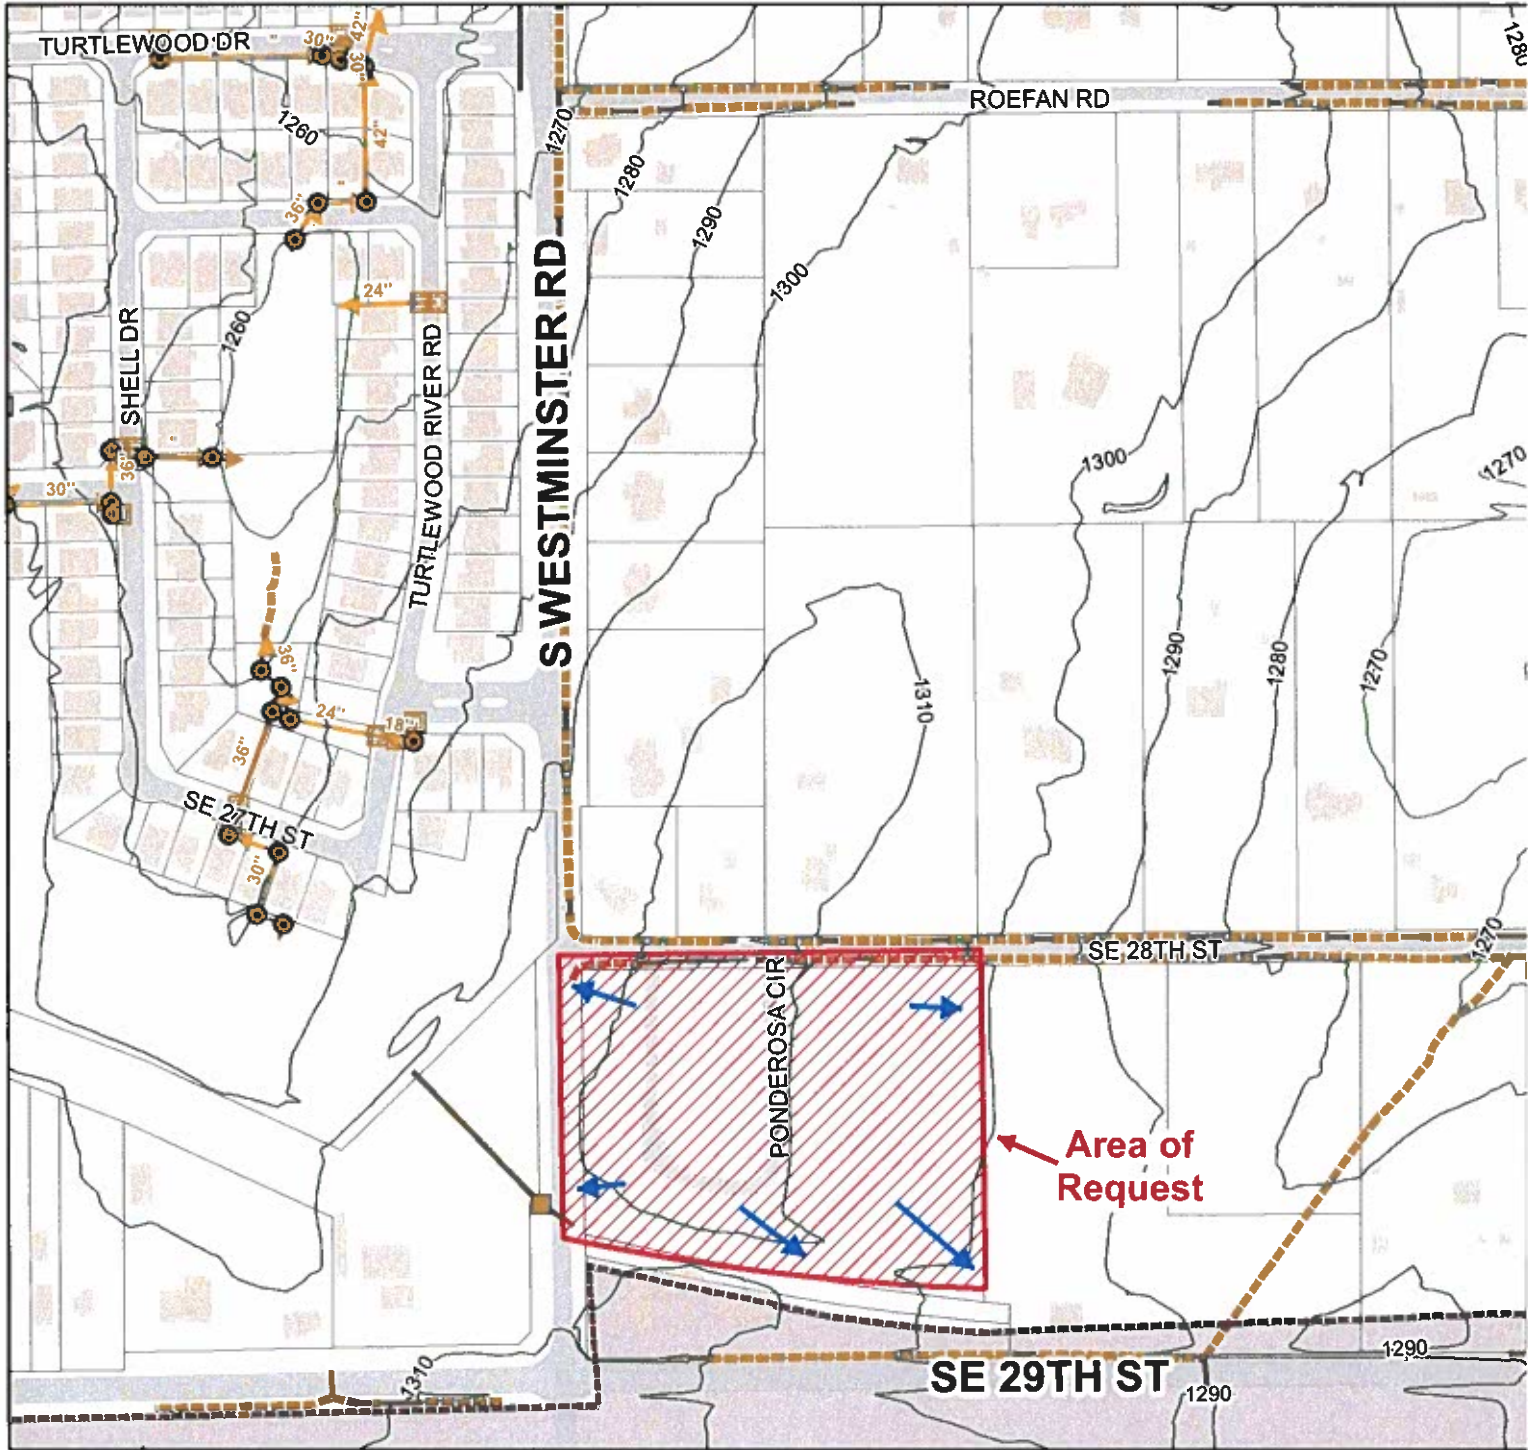 TURTLEWOOD DR
30"
42"
30"
1280
ROEFAN RD
1260
42"
1270
1280
36"
1290
1300
24"
SHELL DR
1260
TURTLEWOOD RIVER RD
S WESTMINSTER RD
36"
30"
1300
1270
36"
24"
18"
36"
1310
1290
1280
1270
SE 27TH ST
30"
SE 28TH ST
1270
PONDEROSA CIR
Area of
Request
1310
SE 29TH ST
1290
1290